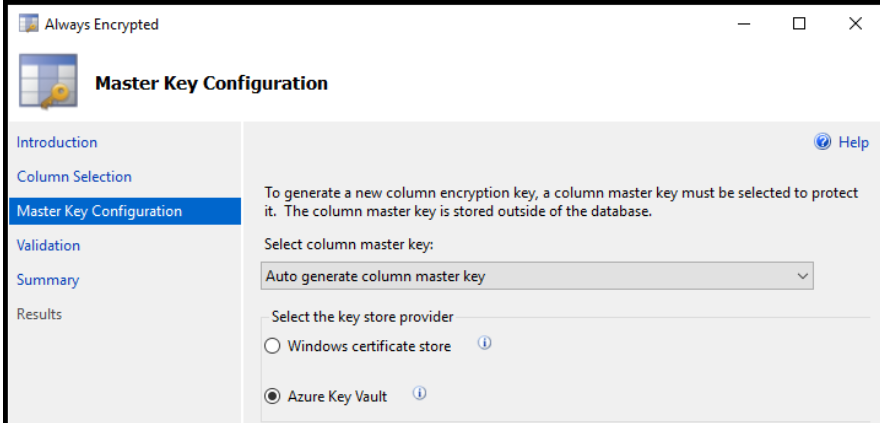 Always Encrypted
Master Key Configuration
Introduction
Column Selection
Master Key Configuration
Validation
Summary
Results
Help
To generate a new column encryption key, a column master key must be selected to protect
it. The column master key is stored outside of the database.
Select column master key:
Auto generate column master key
Select the key store provider
Windows certificate store
Azure Key Vault